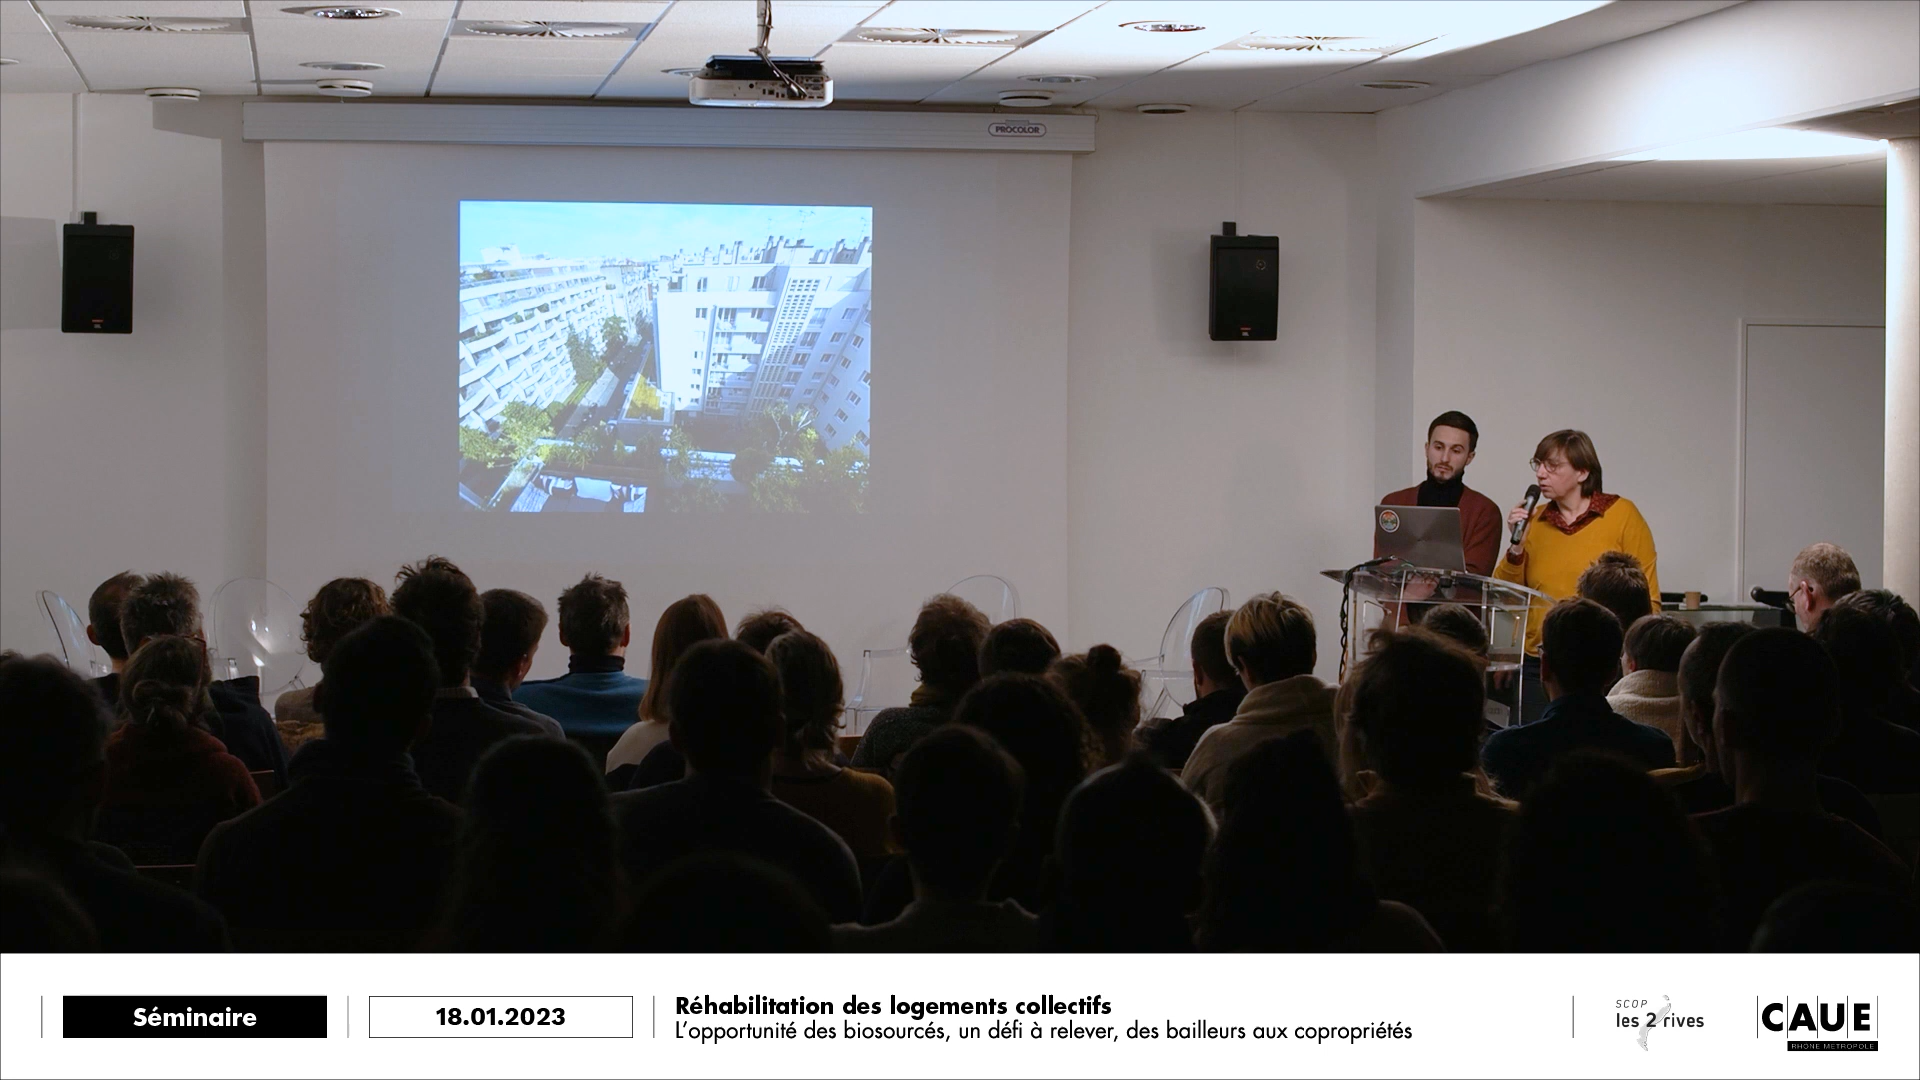 PROCOLOR
Séminaire
18.01.2023
Réhabilitation des logements collectifs
L'opportunité des biosourcés, un défi à relever, des bailleurs aux copropriétés
SCOP
les 2 rives
CAUE
RHÔNE MÉTROPOLE